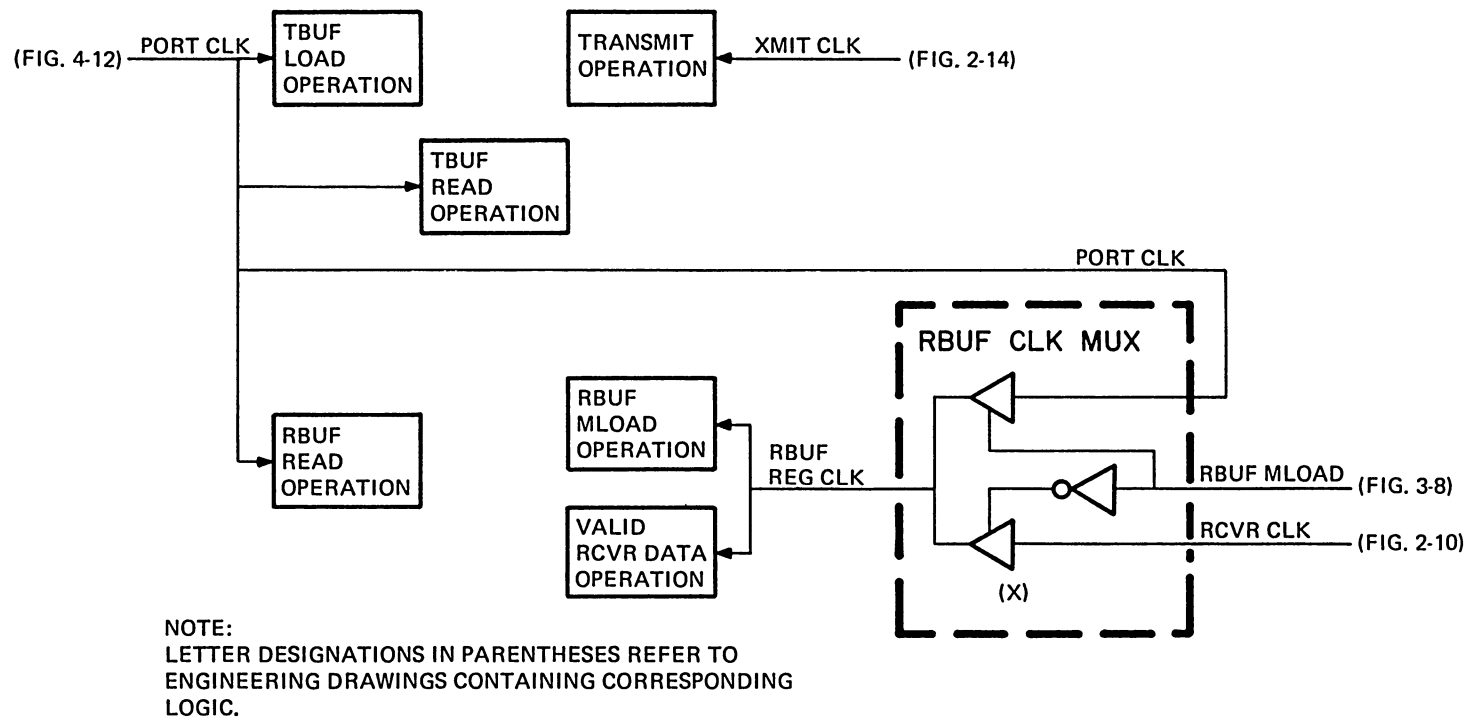 (FIG. 4-12)
PORT CLK
TBUF
LOAD
OPERATION
TRANSMIT
OPERATION
XMIT CLK
(FIG. 2-14)
TBUF
READ
OPERATION
PORT CLK
RBUF CLK MUX
RBUF
MLOAD
OPERATION
RBUF
READ
OPERATION
RBUF
REG CLK
RBUF MLOAD
(FIG. 3-8)
VALID
RCVR DATA
OPERATION
RCVR CLK
(FIG. 2-10)
(X)
NOTE:
LETTER DESIGNATIONS IN PARENTHESES REFER TO
ENGINEERING DRAWINGS CONTAINING CORRESPONDING
LOGIC.